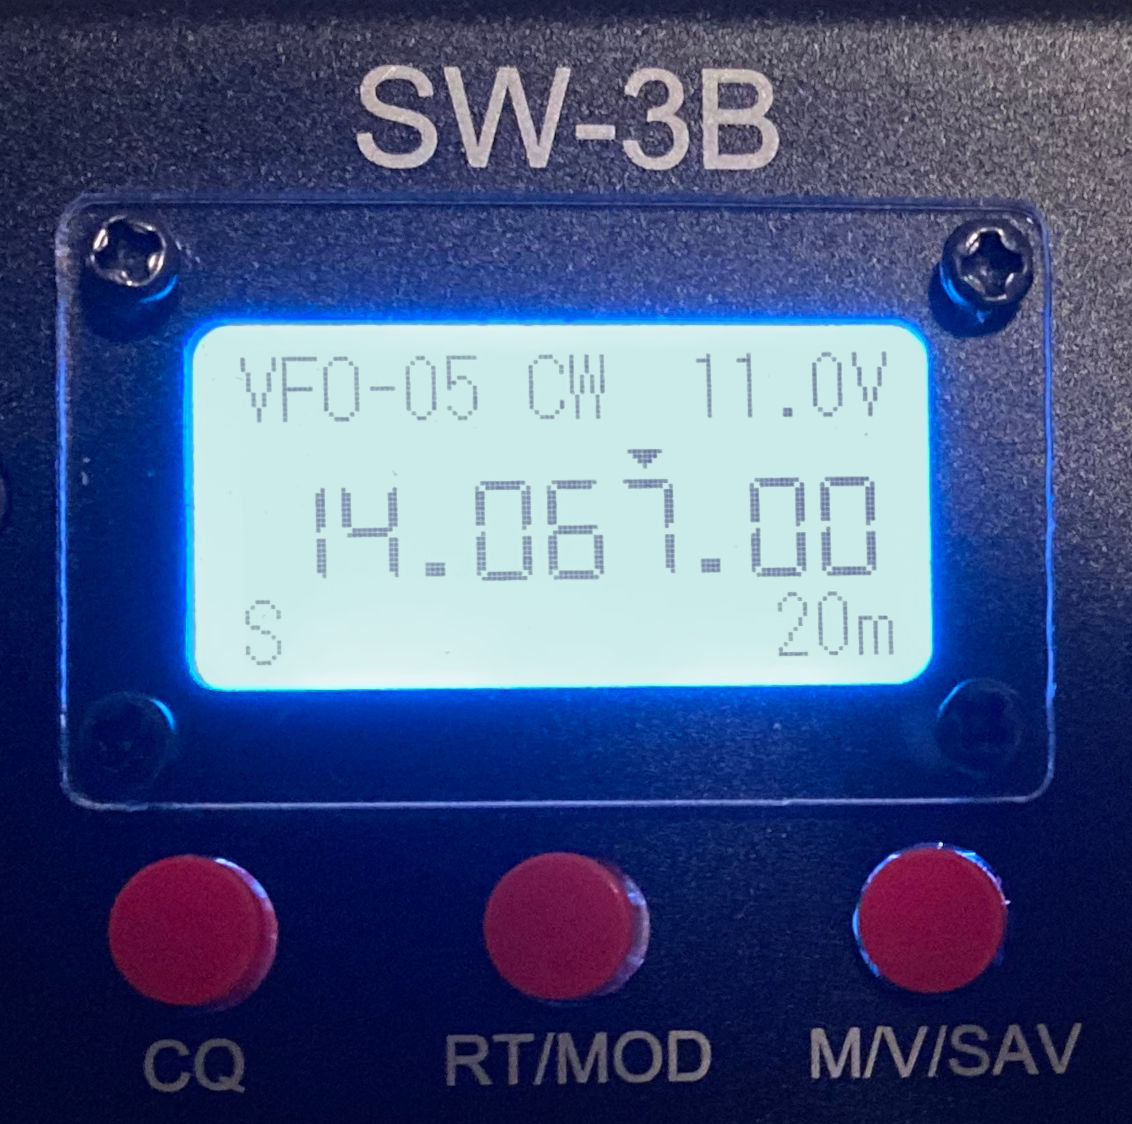 SW-3B
VFO-05 CW 11.0V
14.067.00
S 20m
CQ RT/MOD M/V/SAV